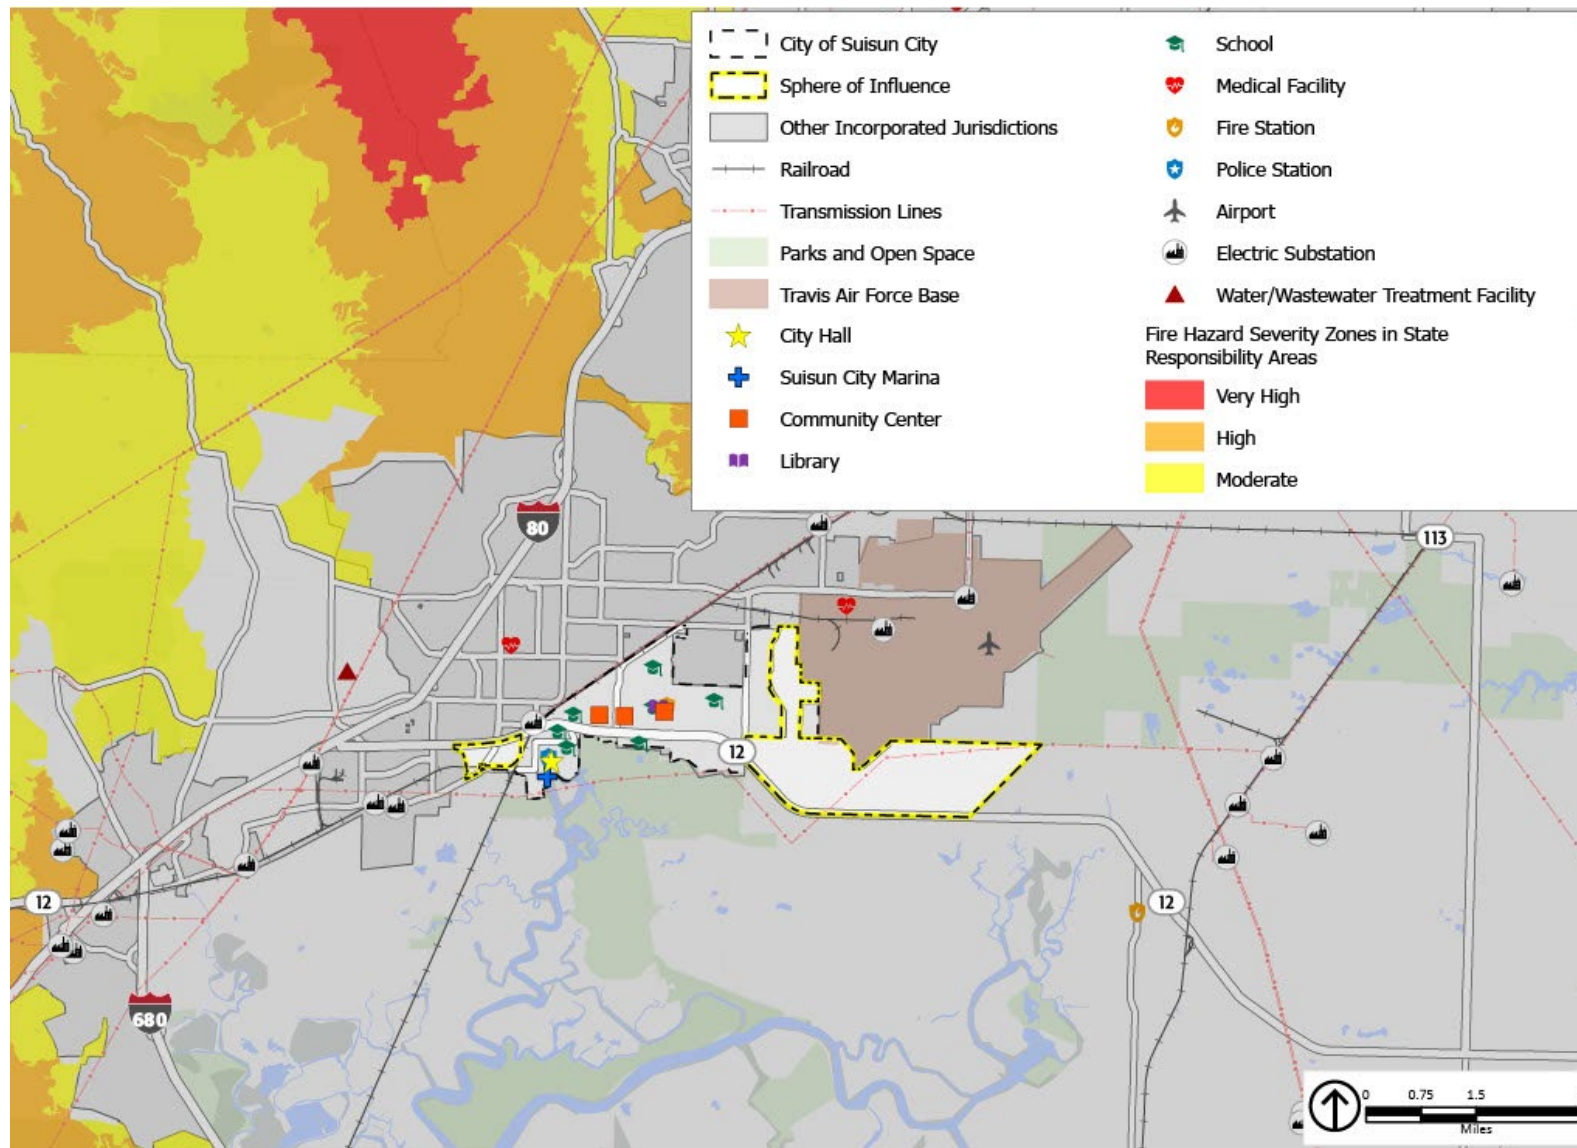 City of Suisun City
Sphere of Influence
Other Incorporated Jurisdictions
Railroad
Transmission Lines
Parks and Open Space
Travis Air Force Base
City Hall
Suisun City Marina
Community Center
Library
School
Medical Facility
Fire Station
Police Station
Airport
Electric Substation
Water/Wastewater Treatment Facility
Fire Hazard Severity Zones in State
Responsibility Areas
Very High
High
Moderate
80
113
12
12
12
680
0 0.75 1.5
Miles